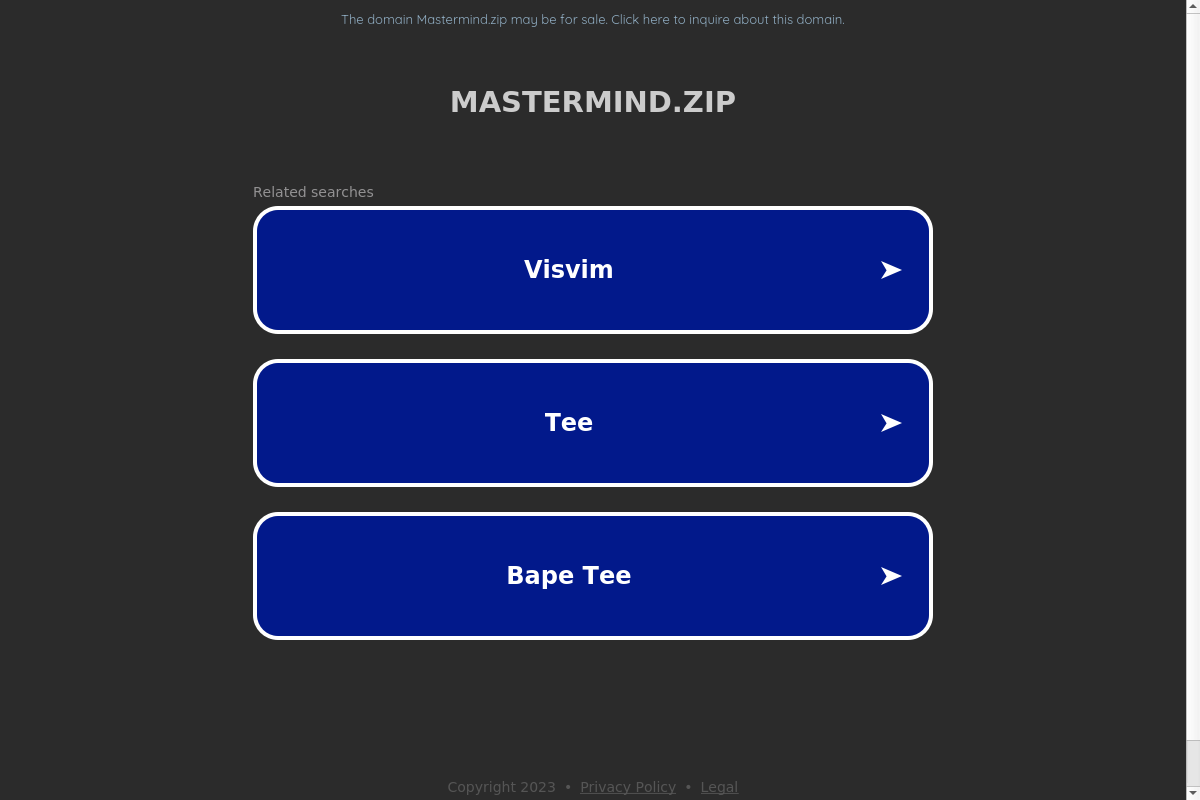 The domain Mastermind.zip may be for sale. Click here to inquire about this domain.
MASTERMIND.ZIP
Related searches
Visvim
Tee
Bape Tee
Copyright 2023 • Privacy Policy • Legal